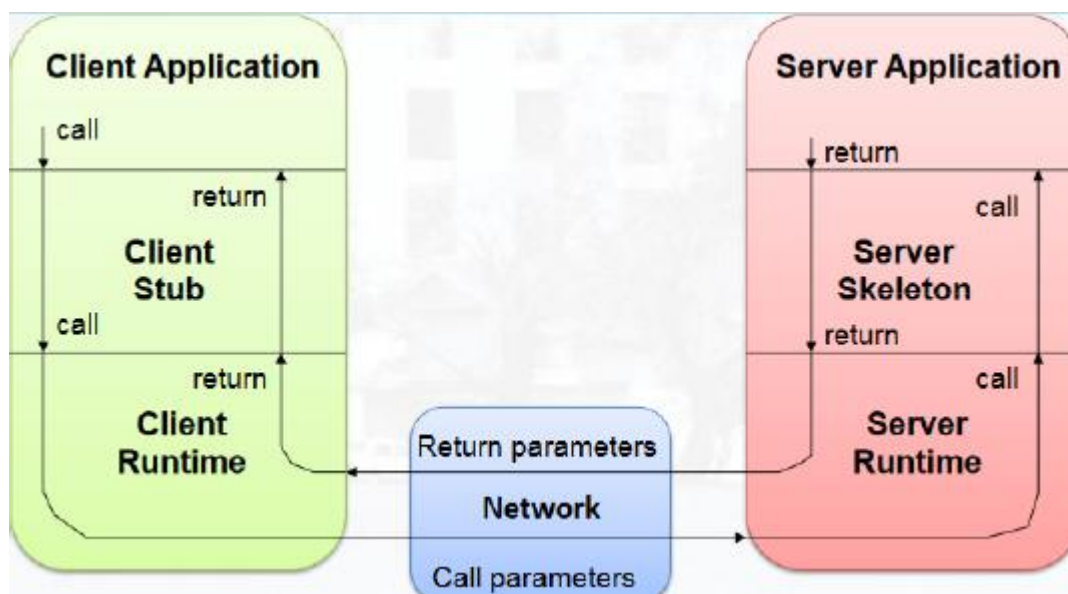 Client Application
call
return
Client
Stub
call
return
Client
Runtime
Return parameters
Network
Call parameters
Server Application
return
call
Server
Skeleton
return
call
Server
Runtime